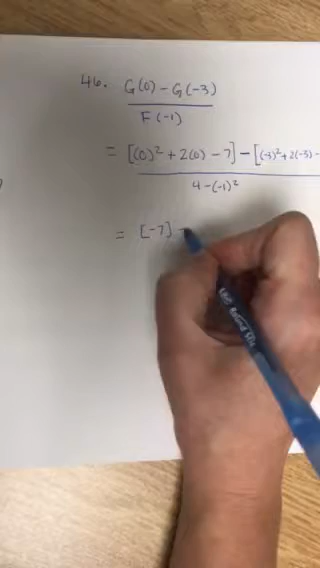 46. G(0) - G(-3)
F(-1)
= [(0)² + 2(0) - 7] - [(-3)² + 2(-3) -
4 - (-1)²
= [-7] -